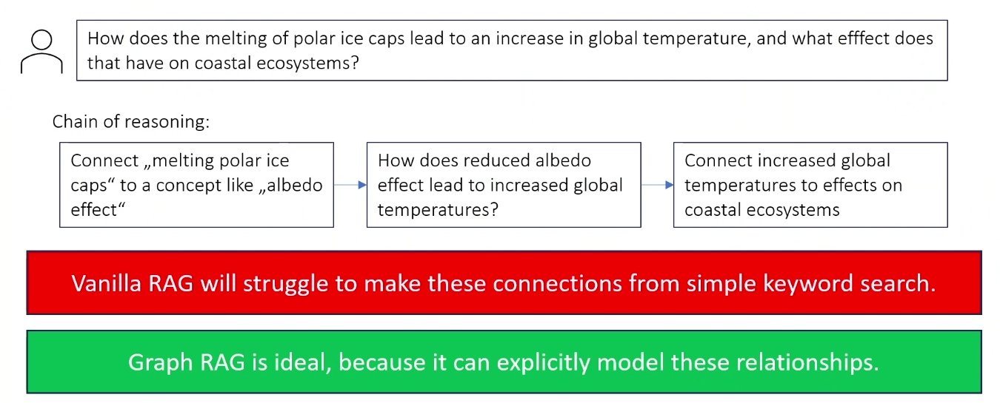 How does the melting of polar ice caps lead to an increase in global temperature, and what efffect does
that have on coastal ecosystems?
Chain of reasoning:
Connect „melting polar ice
caps“ to a concept like „albedo
effect“
How does reduced albedo
effect lead to increased global
temperatures?
Connect increased global
temperatures to effects on
coastal ecosystems
Vanilla RAG will struggle to make these connections from simple keyword search.
Graph RAG is ideal, because it can explicitly model these relationships.